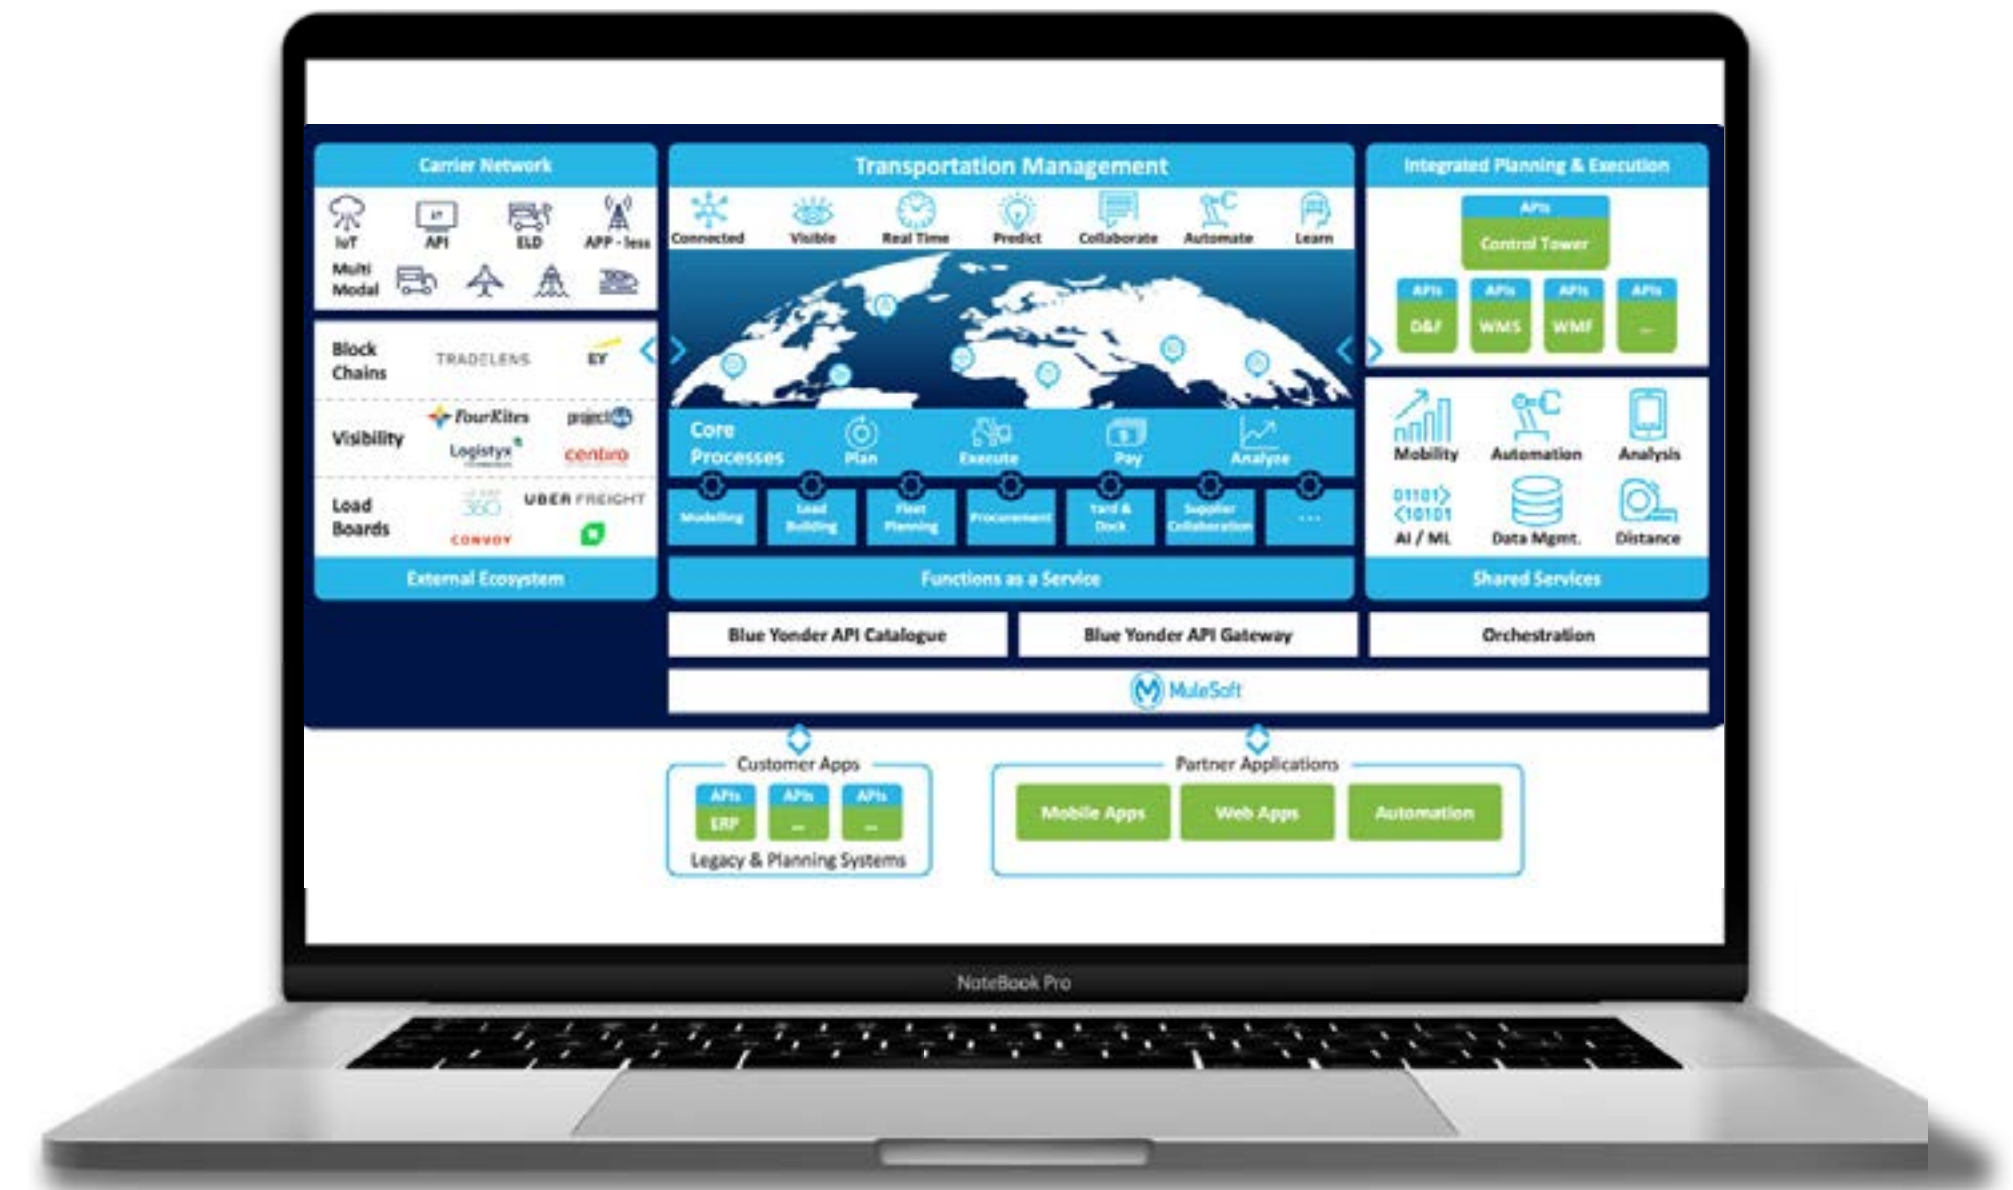 Carrier Network
IoT
API
ELD
APP - less
Multi
Modal
Block
Chains
TRADELENS
EY
Visibility
FourKites
project44
Logistyx
centiro
Load
Boards
360
UBER FREIGHT
CONVOY
External Ecosystem
Transportation Management
Connected
Visible
Real Time
Predict
Collaborate
Automate
Learn
Core
Processes
Plan
Execute
Pay
Analyze
Modelling
Load
Building
Fleet
Planning
Procurement
Yard &
Dock
Supplier
Collaboration
...
Functions as a Service
Integrated Planning & Execution
APIs
Control Tower
APIs
D&F
APIs
WMS
APIs
WMF
APIs
...
Mobility
Automation
Analysis
01101>
<10101
AI / ML
Data Mgmt.
Distance
Shared Services
Blue Yonder API Catalogue
Blue Yonder API Gateway
Orchestration
MuleSoft
Customer Apps
APIs
ERP
APIs
...
APIs
...
Legacy & Planning Systems
Partner Applications
Mobile Apps
Web Apps
Automation
NoteBook Pro